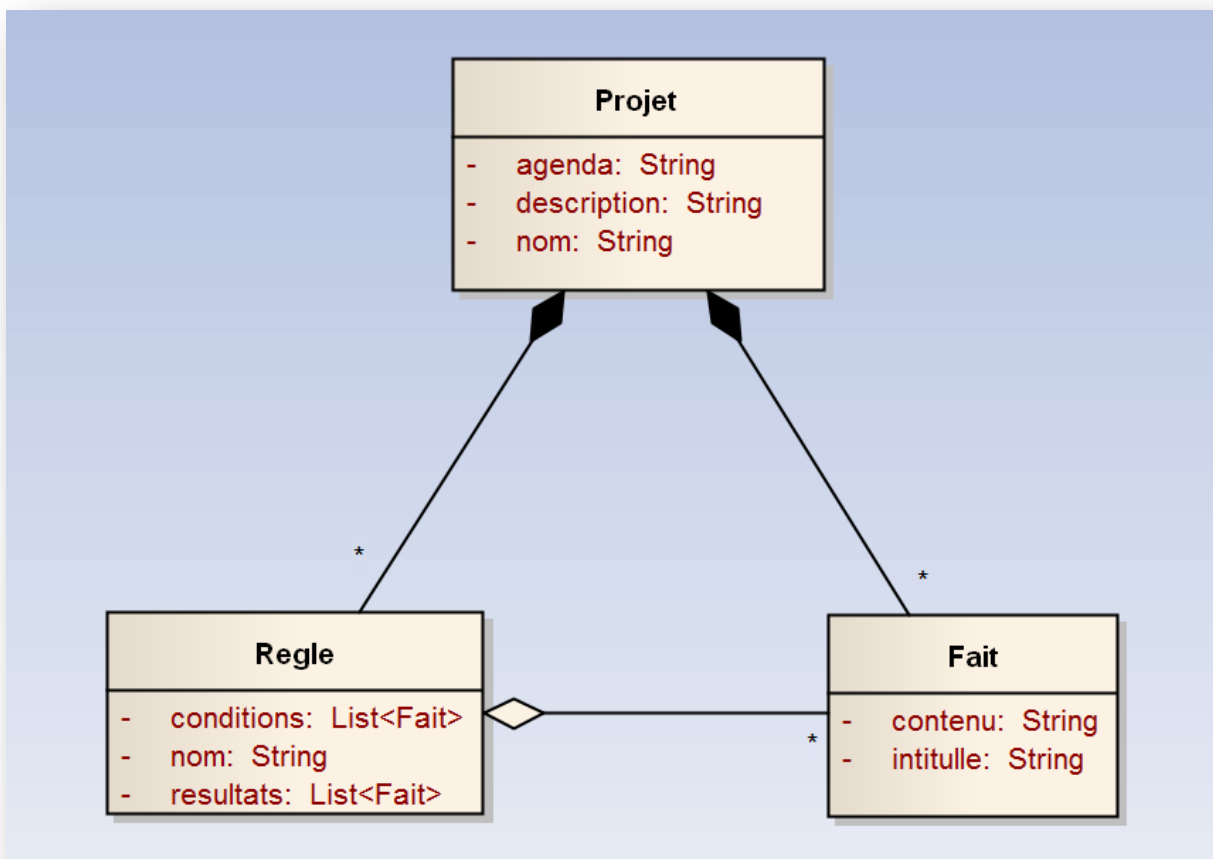 Projet
- agenda: String
- description: String
- nom: String
*
*
Regle
- conditions: List<Fait>
- nom: String
- resultats: List<Fait>
*
Fait
- contenu: String
- intitulle: String